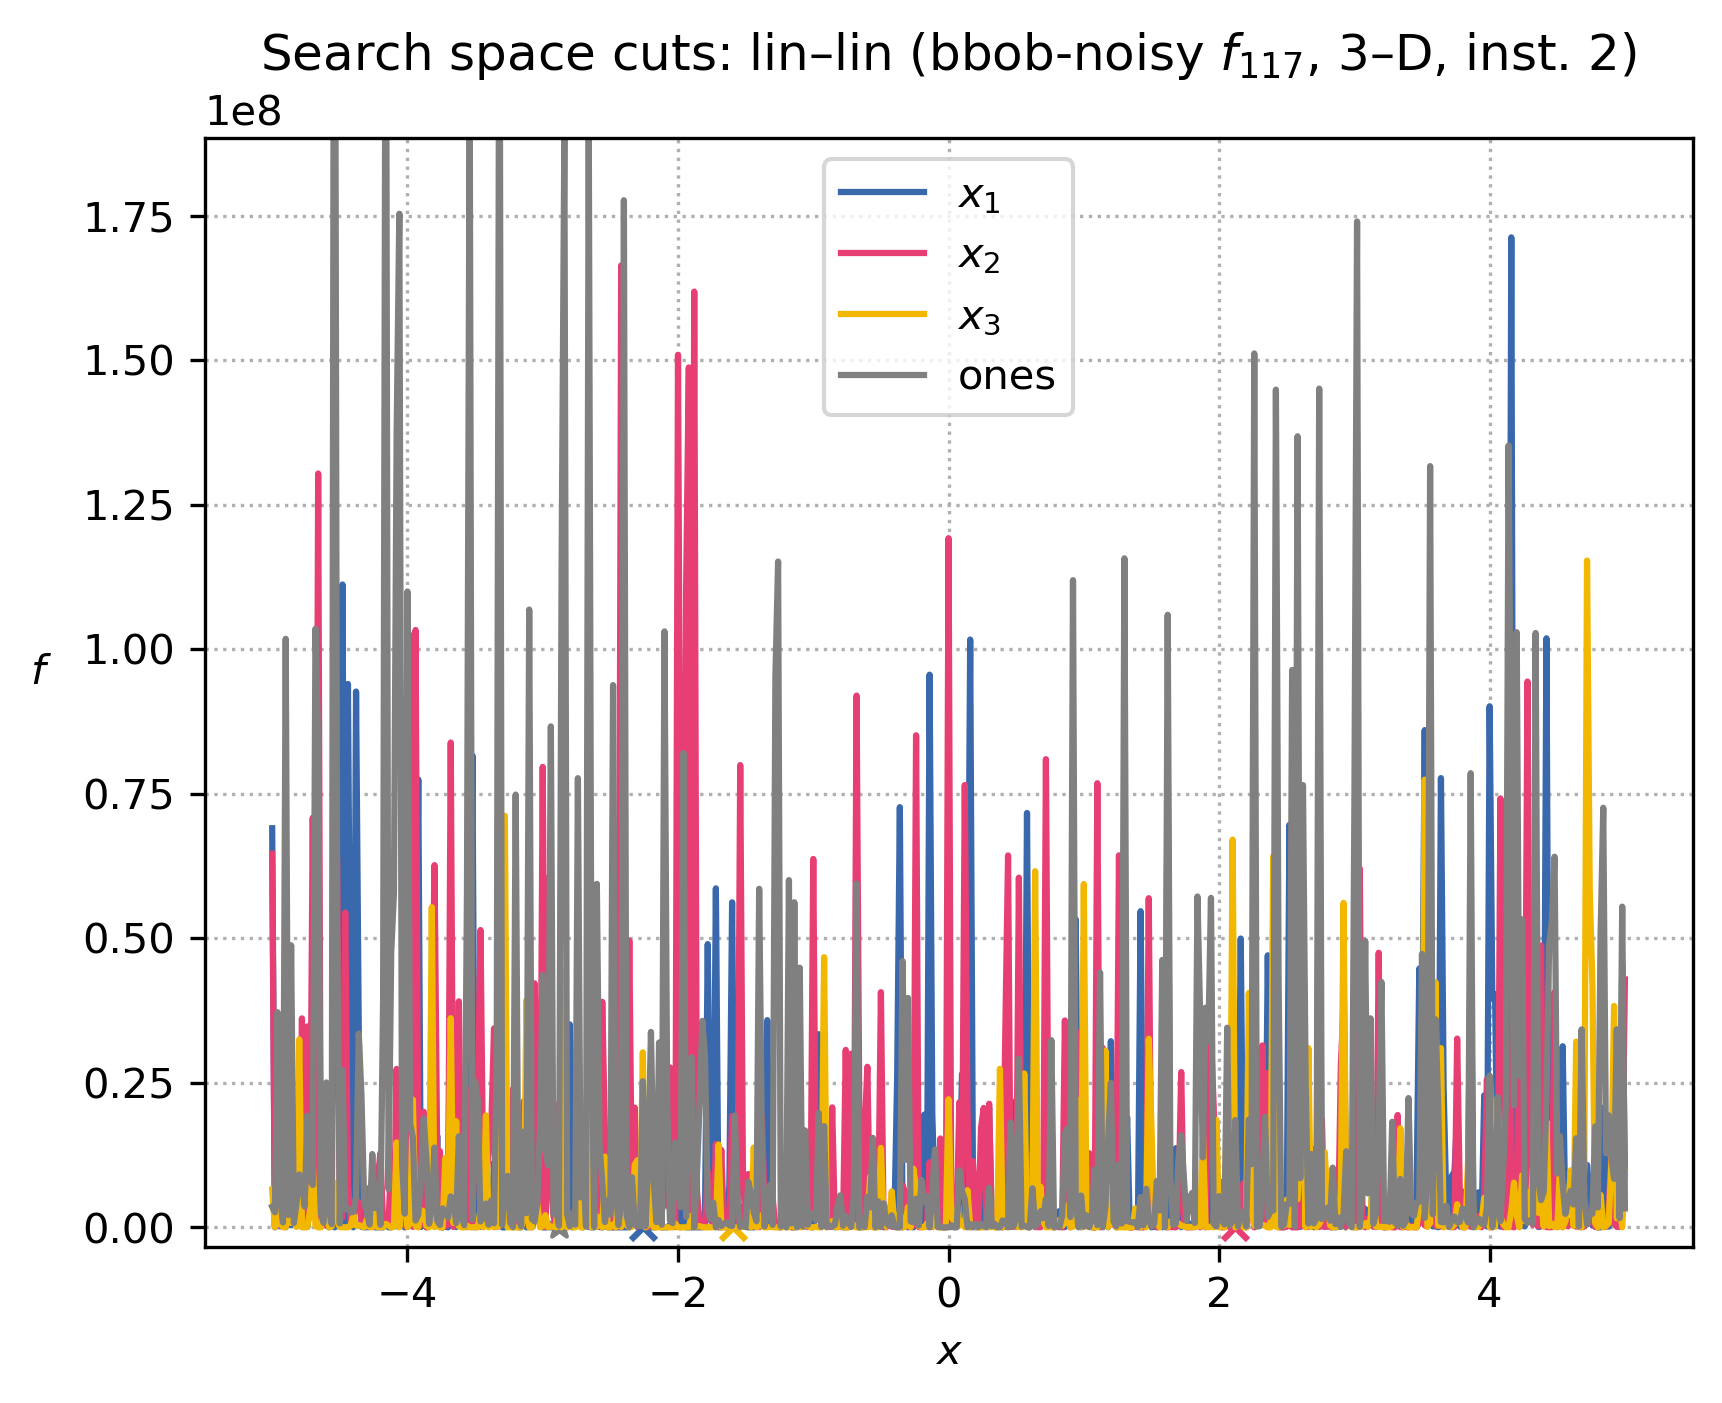 Search space cuts: lin–lin (bbob-noisy f₁₁₇, 3–D, inst. 2)
1e8
x₁
x₂
x₃
ones
1.75
1.50
1.25
1.00
0.75
0.50
0.25
0.00
f
−4
−2
0
2
4
x